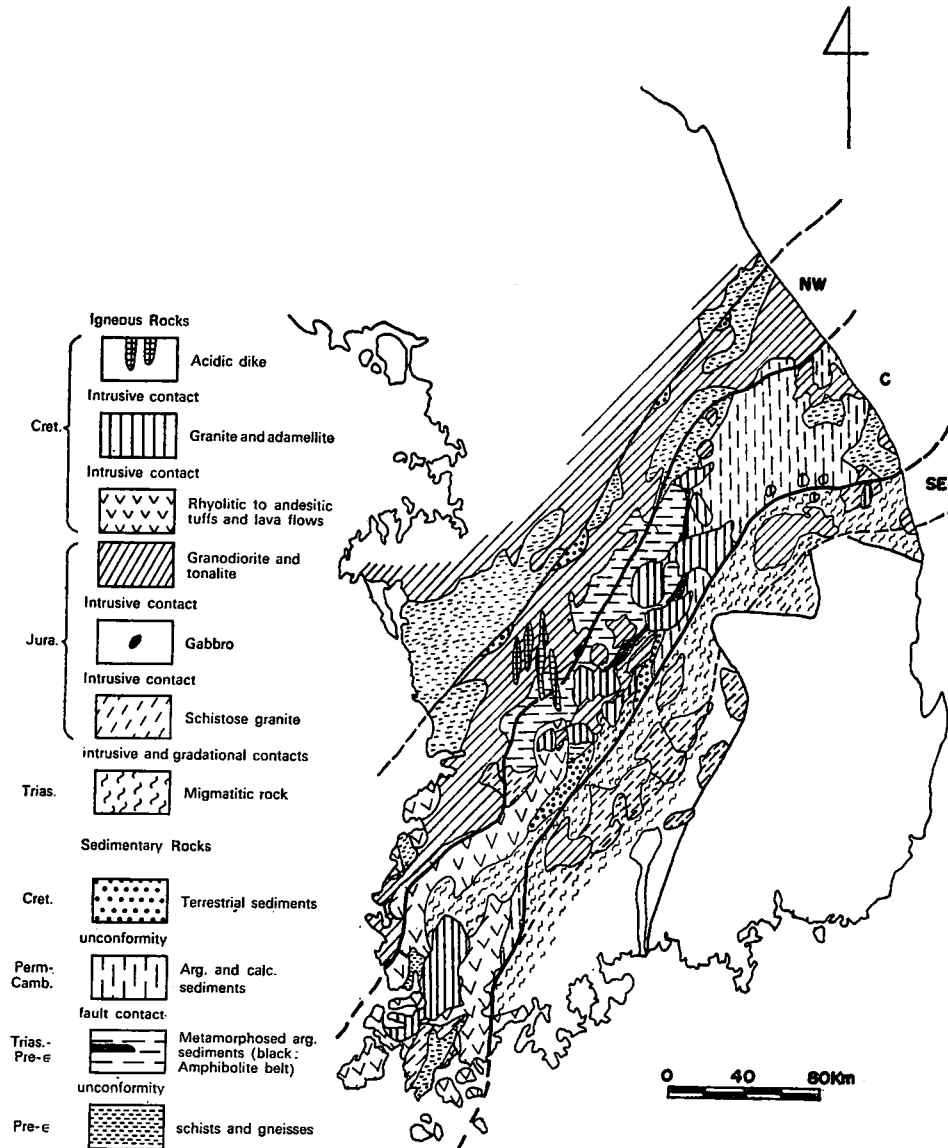 NW
C
SE
Igneous Rocks
Cret.
Acidic dike
Intrusive contact
Granite and adamellite
Intrusive contact
Rhyolitic to andesitic
tuffs and lava flows
Jura.
Granodiorite and
tonalite
Intrusive contact
Gabbro
Intrusive contact
Schistose granite
intrusive and gradational contacts
Trias.
Migmatitic rock
Sedimentary Rocks
Cret.
Terrestrial sediments
unconformity
Perm-
Camb.
Arg. and calc.
sediments
fault contact
Trias.-
Pre-ϵ
Metamorphosed arg.
sediments (black:
Amphibolite belt)
unconformity
Pre-ϵ
schists and gneisses
0 40 80Km